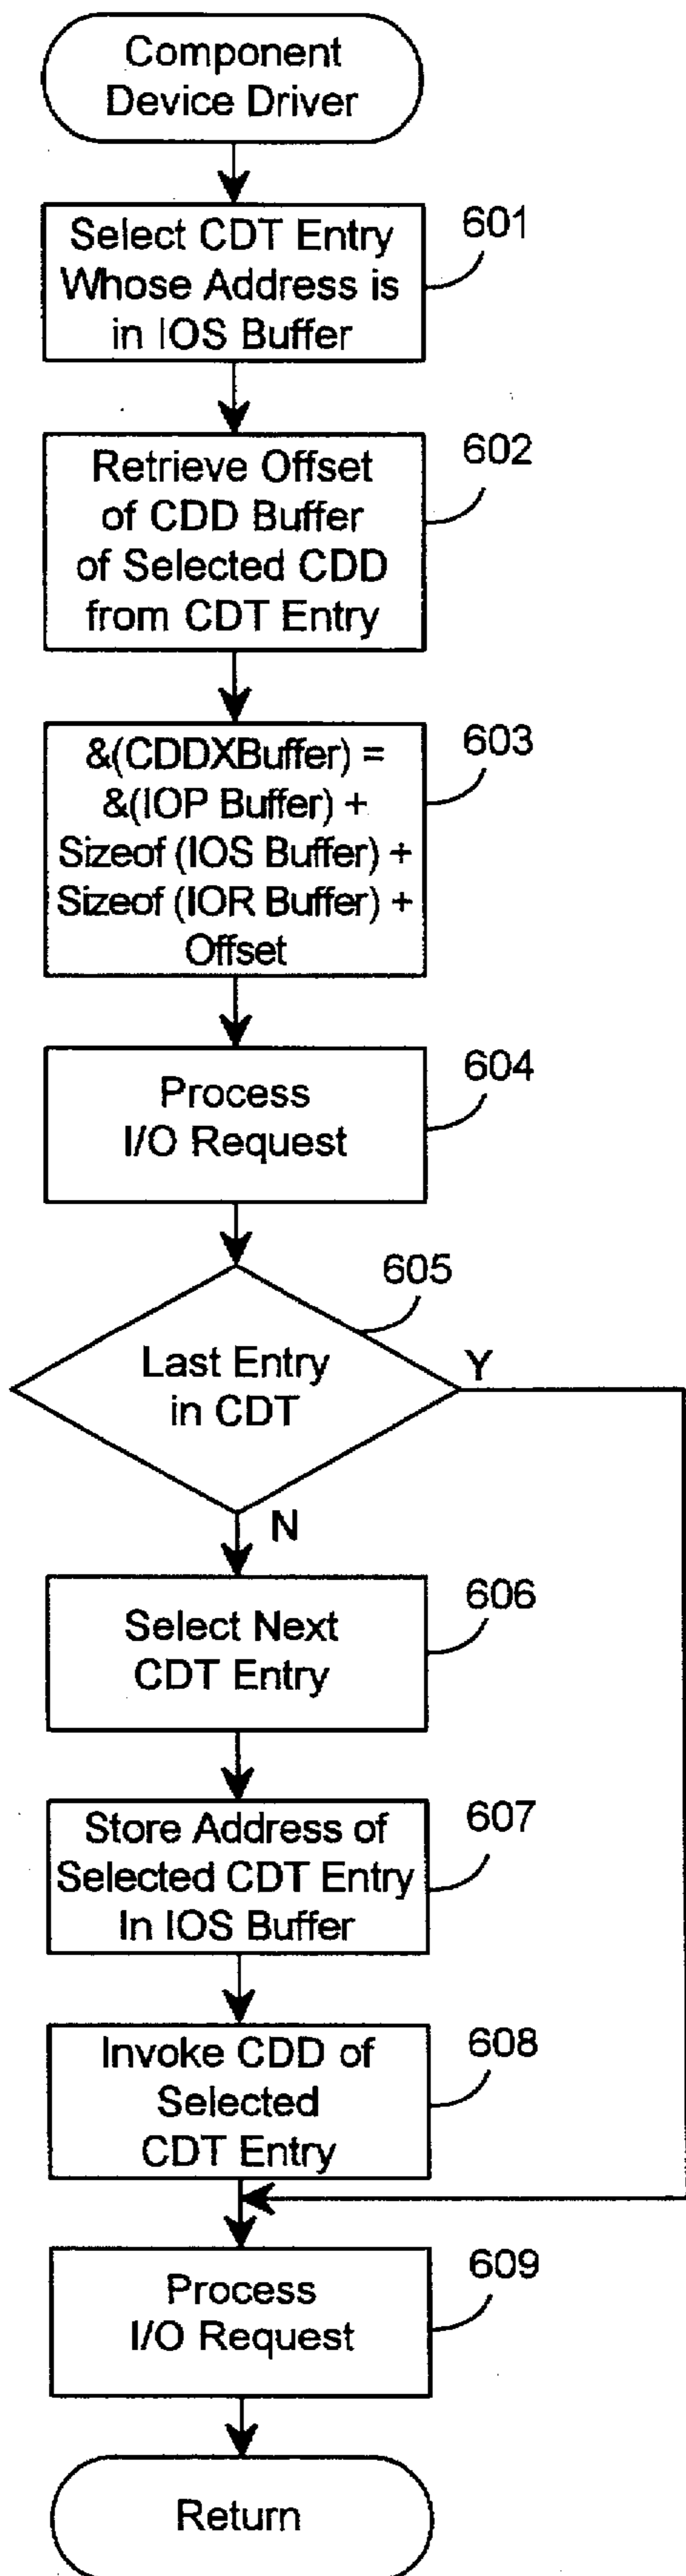 Component
Device Driver
601
Select CDT Entry
Whose Address is
in IOS Buffer
602
Retrieve Offset
of CDD Buffer
of Selected CDD
from CDT Entry
603
&(CDDXBuffer) =
&(IOP Buffer) +
Sizeof (IOS Buffer) +
Sizeof (IOR Buffer) +
Offset
604
Process
I/O Request
605
Last Entry
in CDT
Y
N
606
Select Next
CDT Entry
607
Store Address of
Selected CDT Entry
In IOS Buffer
608
Invoke CDD of
Selected
CDT Entry
609
Process
I/O Request
Return